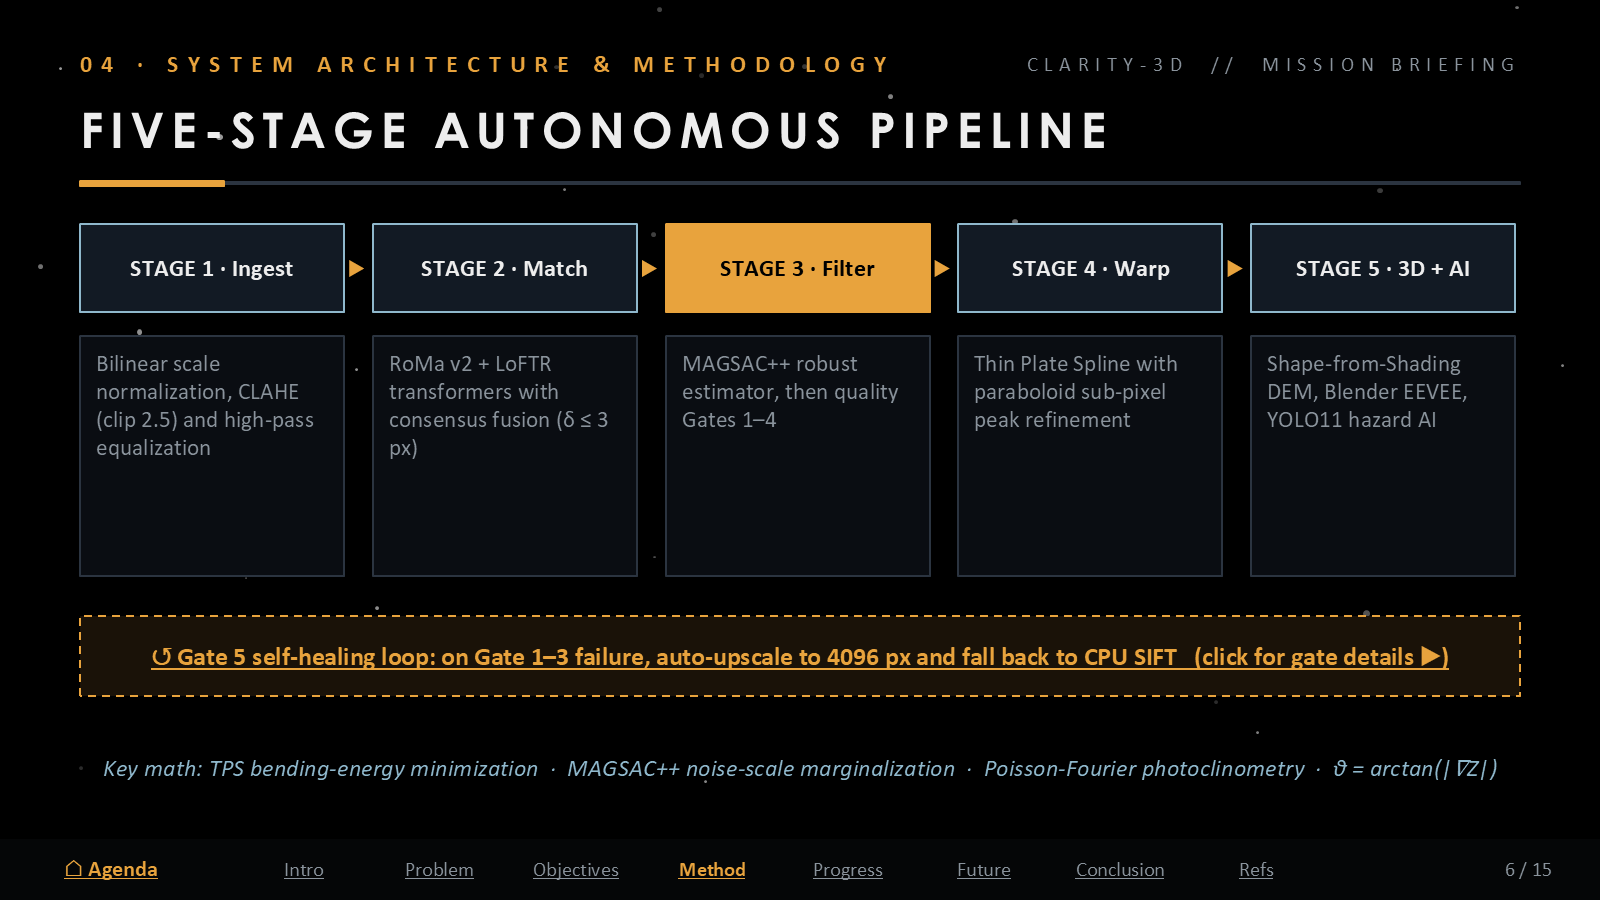 04 · SYSTEM ARCHITECTURE & METHODOLOGY
CLARITY-3D // MISSION BRIEFING
FIVE-STAGE AUTONOMOUS PIPELINE
STAGE 1 · Ingest
STAGE 2 · Match
STAGE 3 · Filter
STAGE 4 · Warp
STAGE 5 · 3D + AI
Bilinear scale
normalization, CLAHE
(clip 2.5) and high-pass
equalization
RoMa v2 + LoFTR
transformers with
consensus fusion (δ ≤ 3
px)
MAGSAC++ robust
estimator, then quality
Gates 1–4
Thin Plate Spline with
paraboloid sub-pixel
peak refinement
Shape-from-Shading
DEM, Blender EEVEE,
YOLO11 hazard AI
↺ Gate 5 self-healing loop: on Gate 1–3 failure, auto-upscale to 4096 px and fall back to CPU SIFT (click for gate details ▶)
Key math: TPS bending-energy minimization · MAGSAC++ noise-scale marginalization · Poisson-Fourier photoclinometry · ϑ = arctan(|∇Z|)
⌂ Agenda
Intro
Problem
Objectives
Method
Progress
Future
Conclusion
Refs
6 / 15